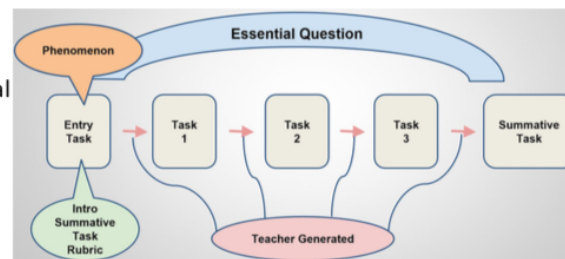 Essential Question
Phenomenon
al
Entry
Task
Task
1
Task
2
Task
3
Summative
Task
Intro
Summative
Task
Rubric
Teacher Generated